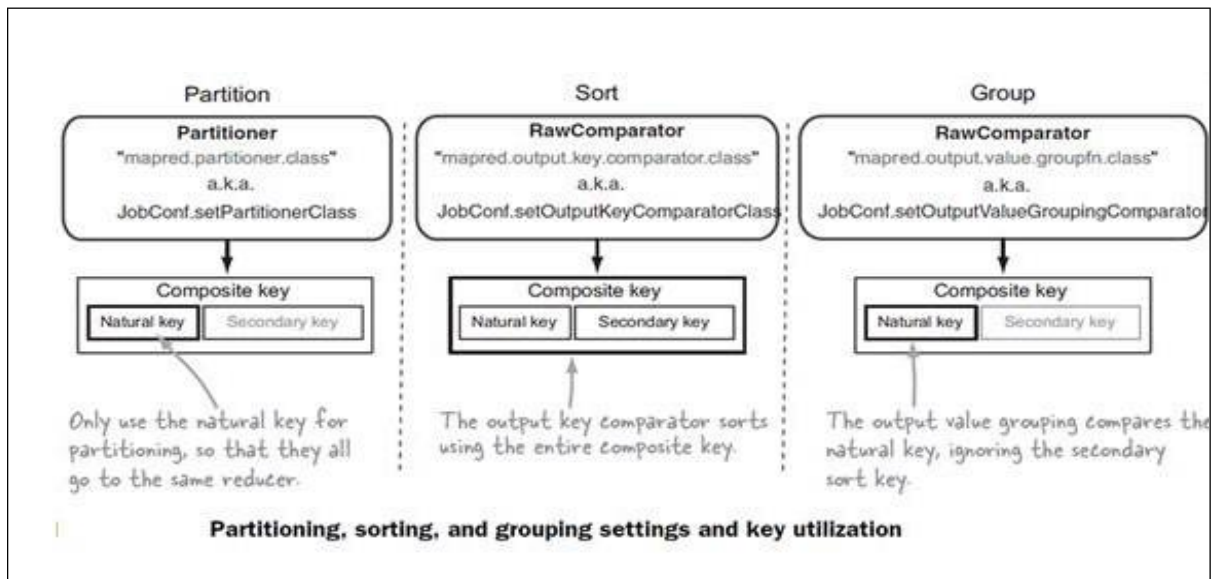 Partition
Partitioner
"mapred.partitioner.class"
a.k.a.
JobConf.setPartitionerClass
Composite key
Natural key
Secondary key
Only use the natural key for
partitioning, so that they all
go to the same reducer.
Sort
RawComparator
"mapred.output.key.comparator.class"
a.k.a.
JobConf.setOutputKeyComparatorClass
Composite key
Natural key
Secondary key
The output key comparator sorts
using the entire composite key.
Group
RawComparator
"mapred.output.value.groupfn.class"
a.k.a.
JobConf.setOutputValueGroupingComparator
Composite key
Natural key
Secondary key
The output value grouping compares the
natural key, ignoring the secondary
sort key.
Partitioning, sorting, and grouping settings and key utilization